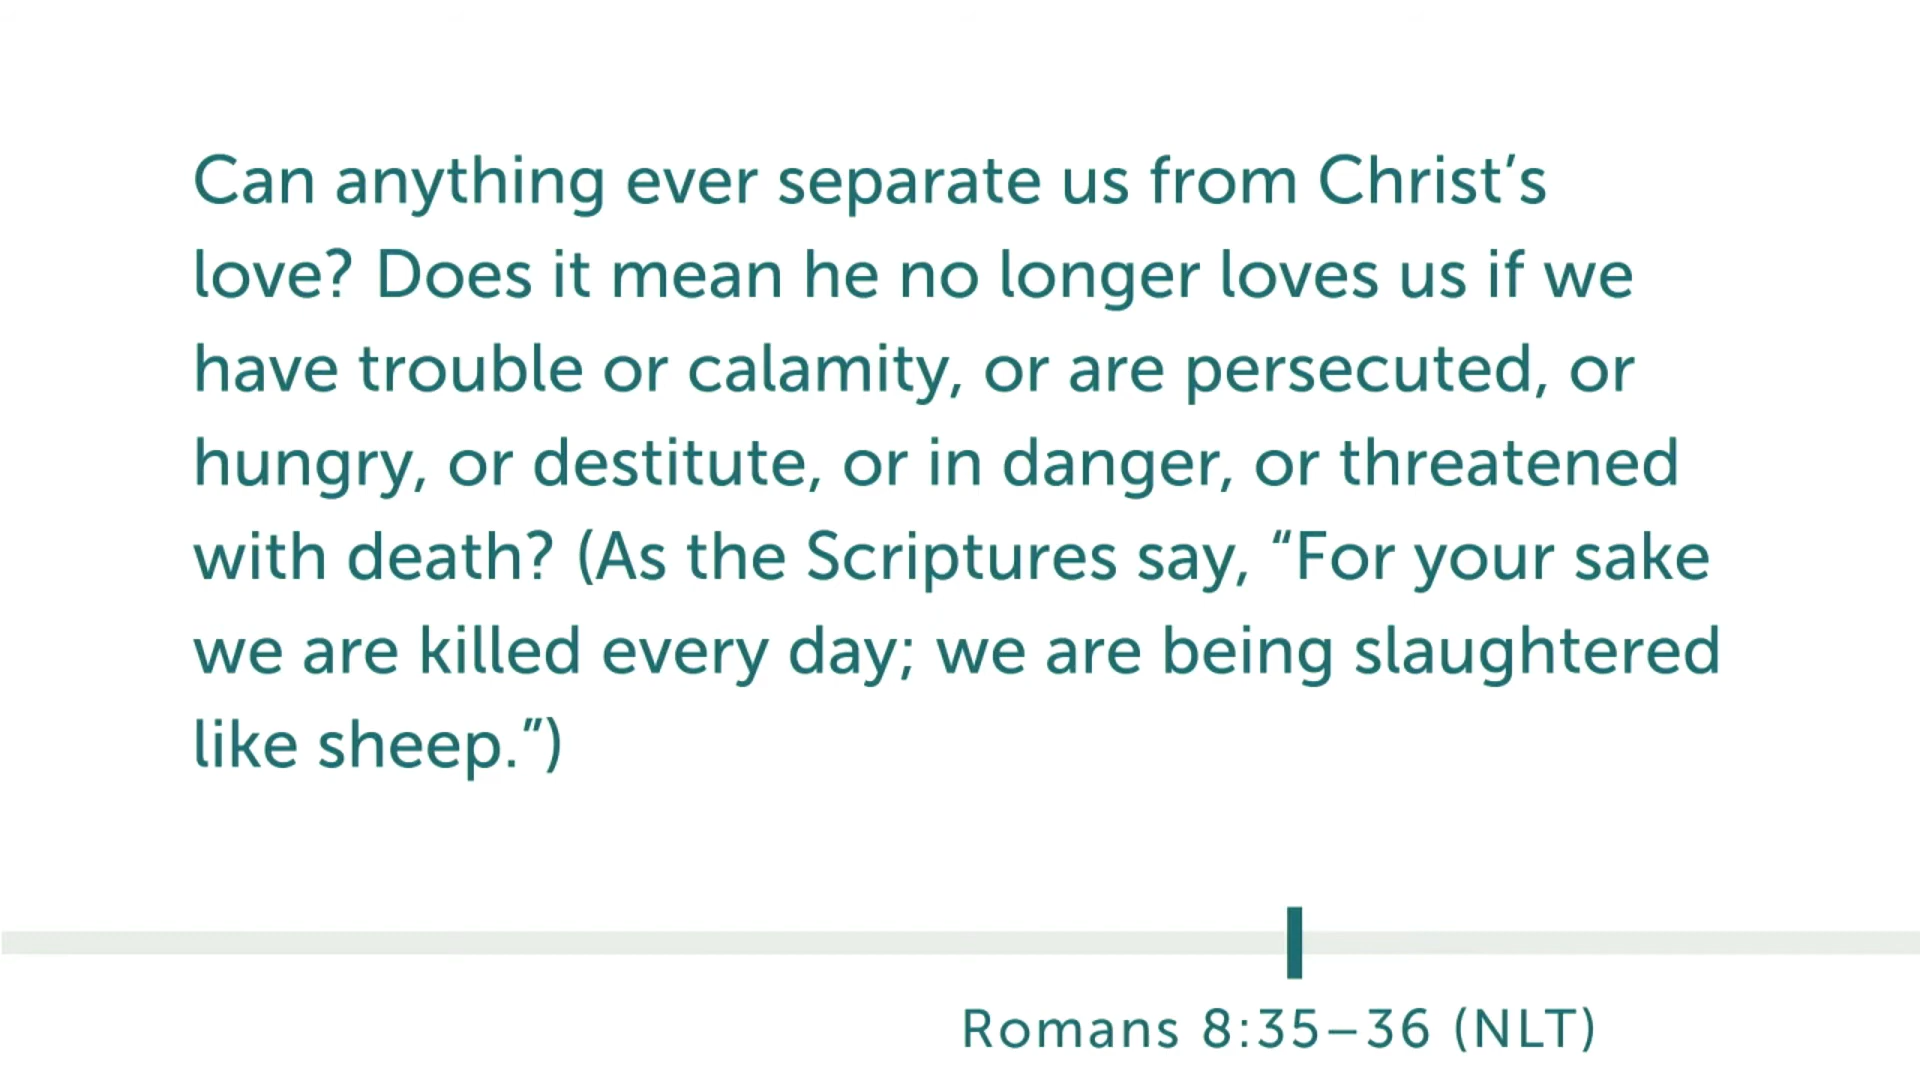 Can anything ever separate us from Christ’s
love? Does it mean he no longer loves us if we
have trouble or calamity, or are persecuted, or
hungry, or destitute, or in danger, or threatened
with death? (As the Scriptures say, “For your sake
we are killed every day; we are being slaughtered
like sheep.”)
Romans 8:35–36 (NLT)